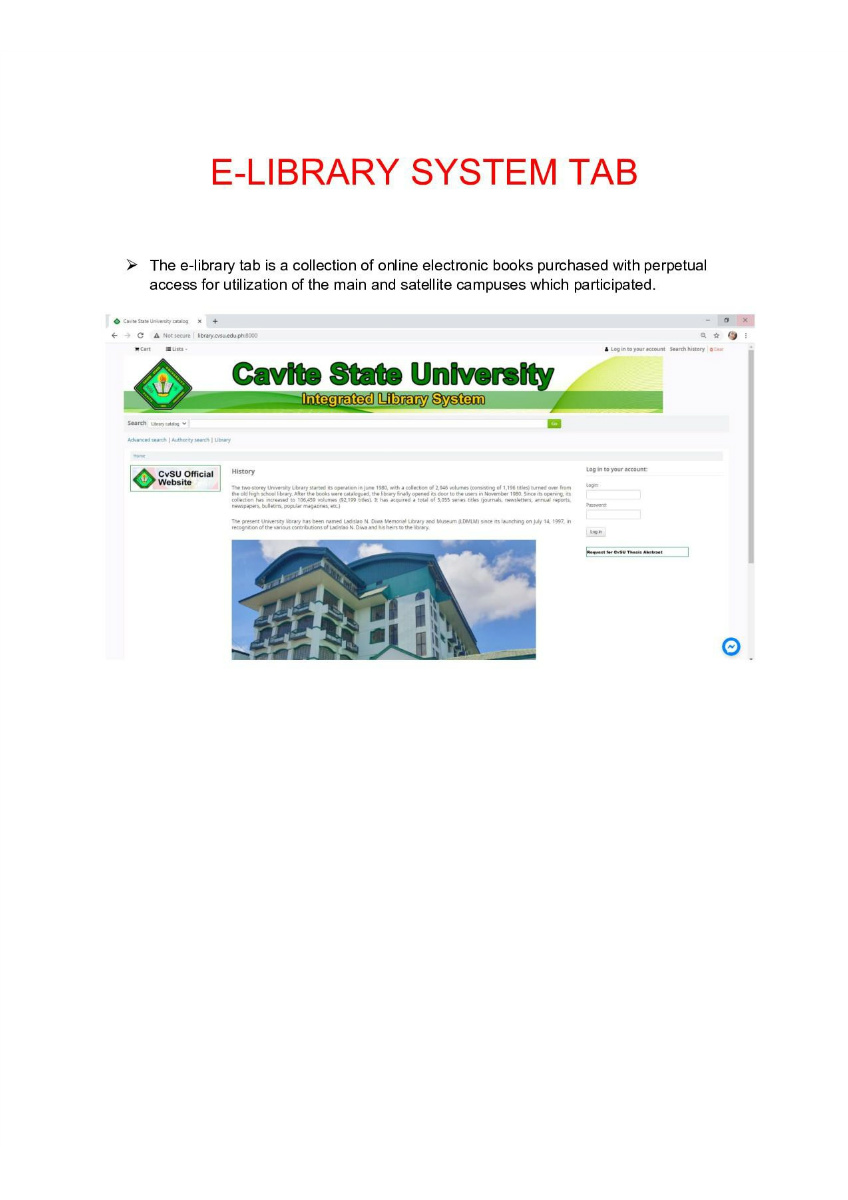 E-LIBRARY SYSTEM TAB
➢ The e-library tab is a collection of online electronic books purchased with perpetual
access for utilization of the main and satellite campuses which participated.
Cavite State University catalog
Not secure | library.cvsu.edu.ph:8000
Cart Lists Log in to your account Search history Clear
Cavite State University
Integrated Library System
Search Library catalog Go
Advanced search | Authority search | Library
Home
CvSU Official
Website
History
The two-storey University Library started its operation in June 1980, with a collection of 2,846 volumes (consisting of 1,196 titles) turned over from
the old high school library. After the books were catalogued, the library finally opened its door to the users in November 1980. Since its opening, its
collection has increased to volumes titles). It has acquired a total of series titles (journals, newsletters, annual reports,
newspapers, bulletins, popular magazines, etc.)
The present University library has been named Ladislao N. Diwa Memorial Library and Museum (LDMLM) since its launching on July 14, 1997, in
recognition of the various contributions of Ladislao N. Diwa and his heirs to the library.
Log in to your account:
Login:
Password:
Log in
Request for CvSU Thesis Abstract